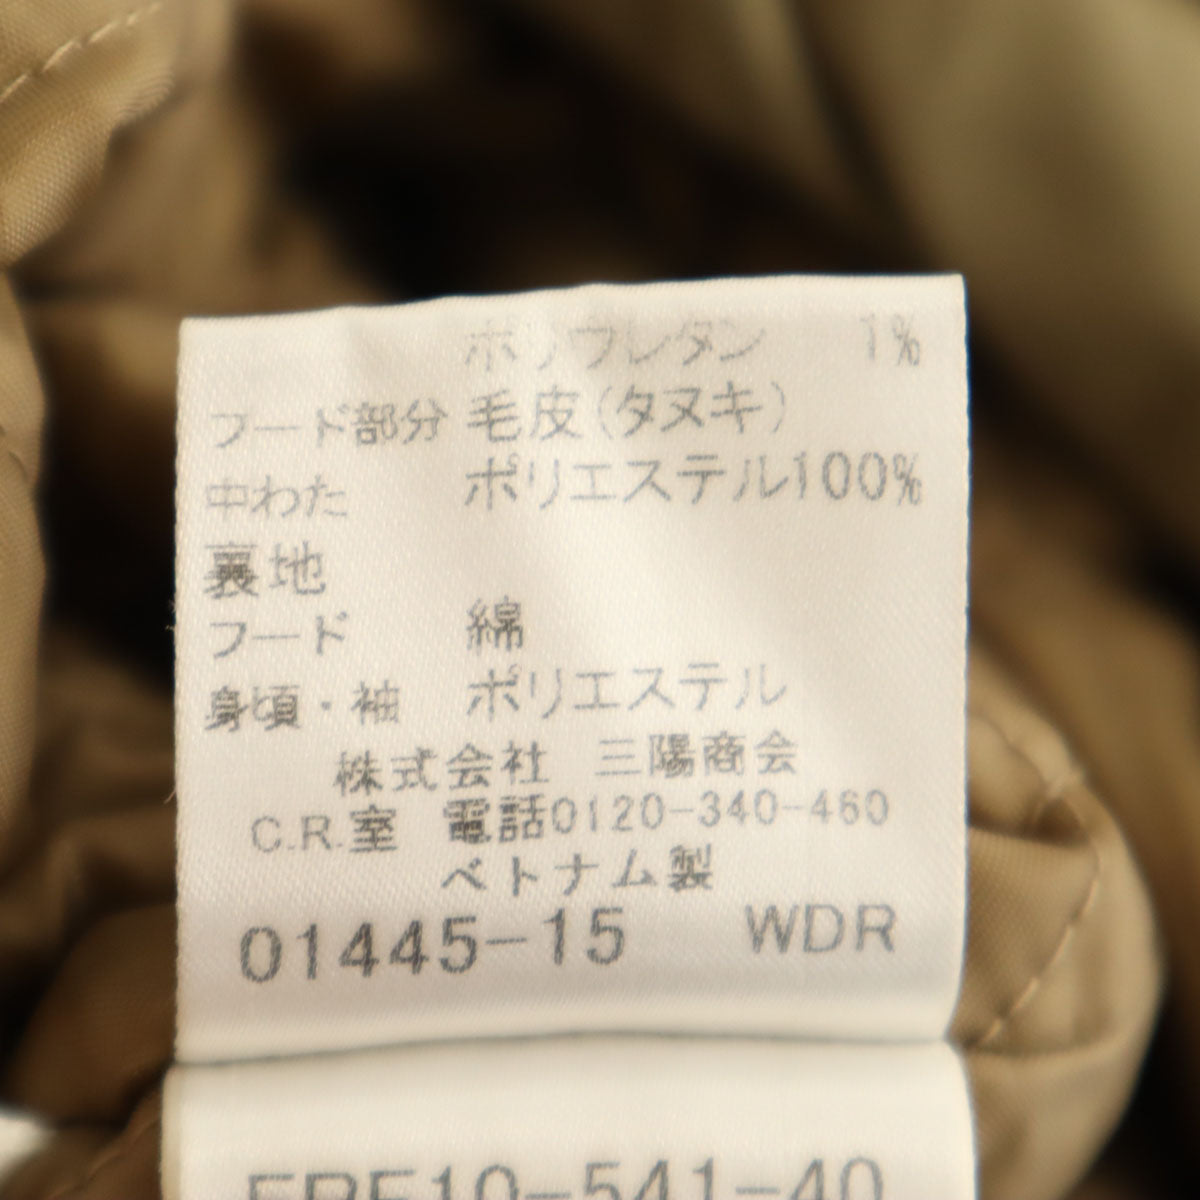 ポリウレタン 1%
フード部分 毛皮(タヌキ)
中わた ポリエステル100%
裏地
フード 綿
身頃・袖 ポリエステル
株式会社 三陽商会
C.R.室 電話0120-340-460
ベトナム製
01445-15 WDR